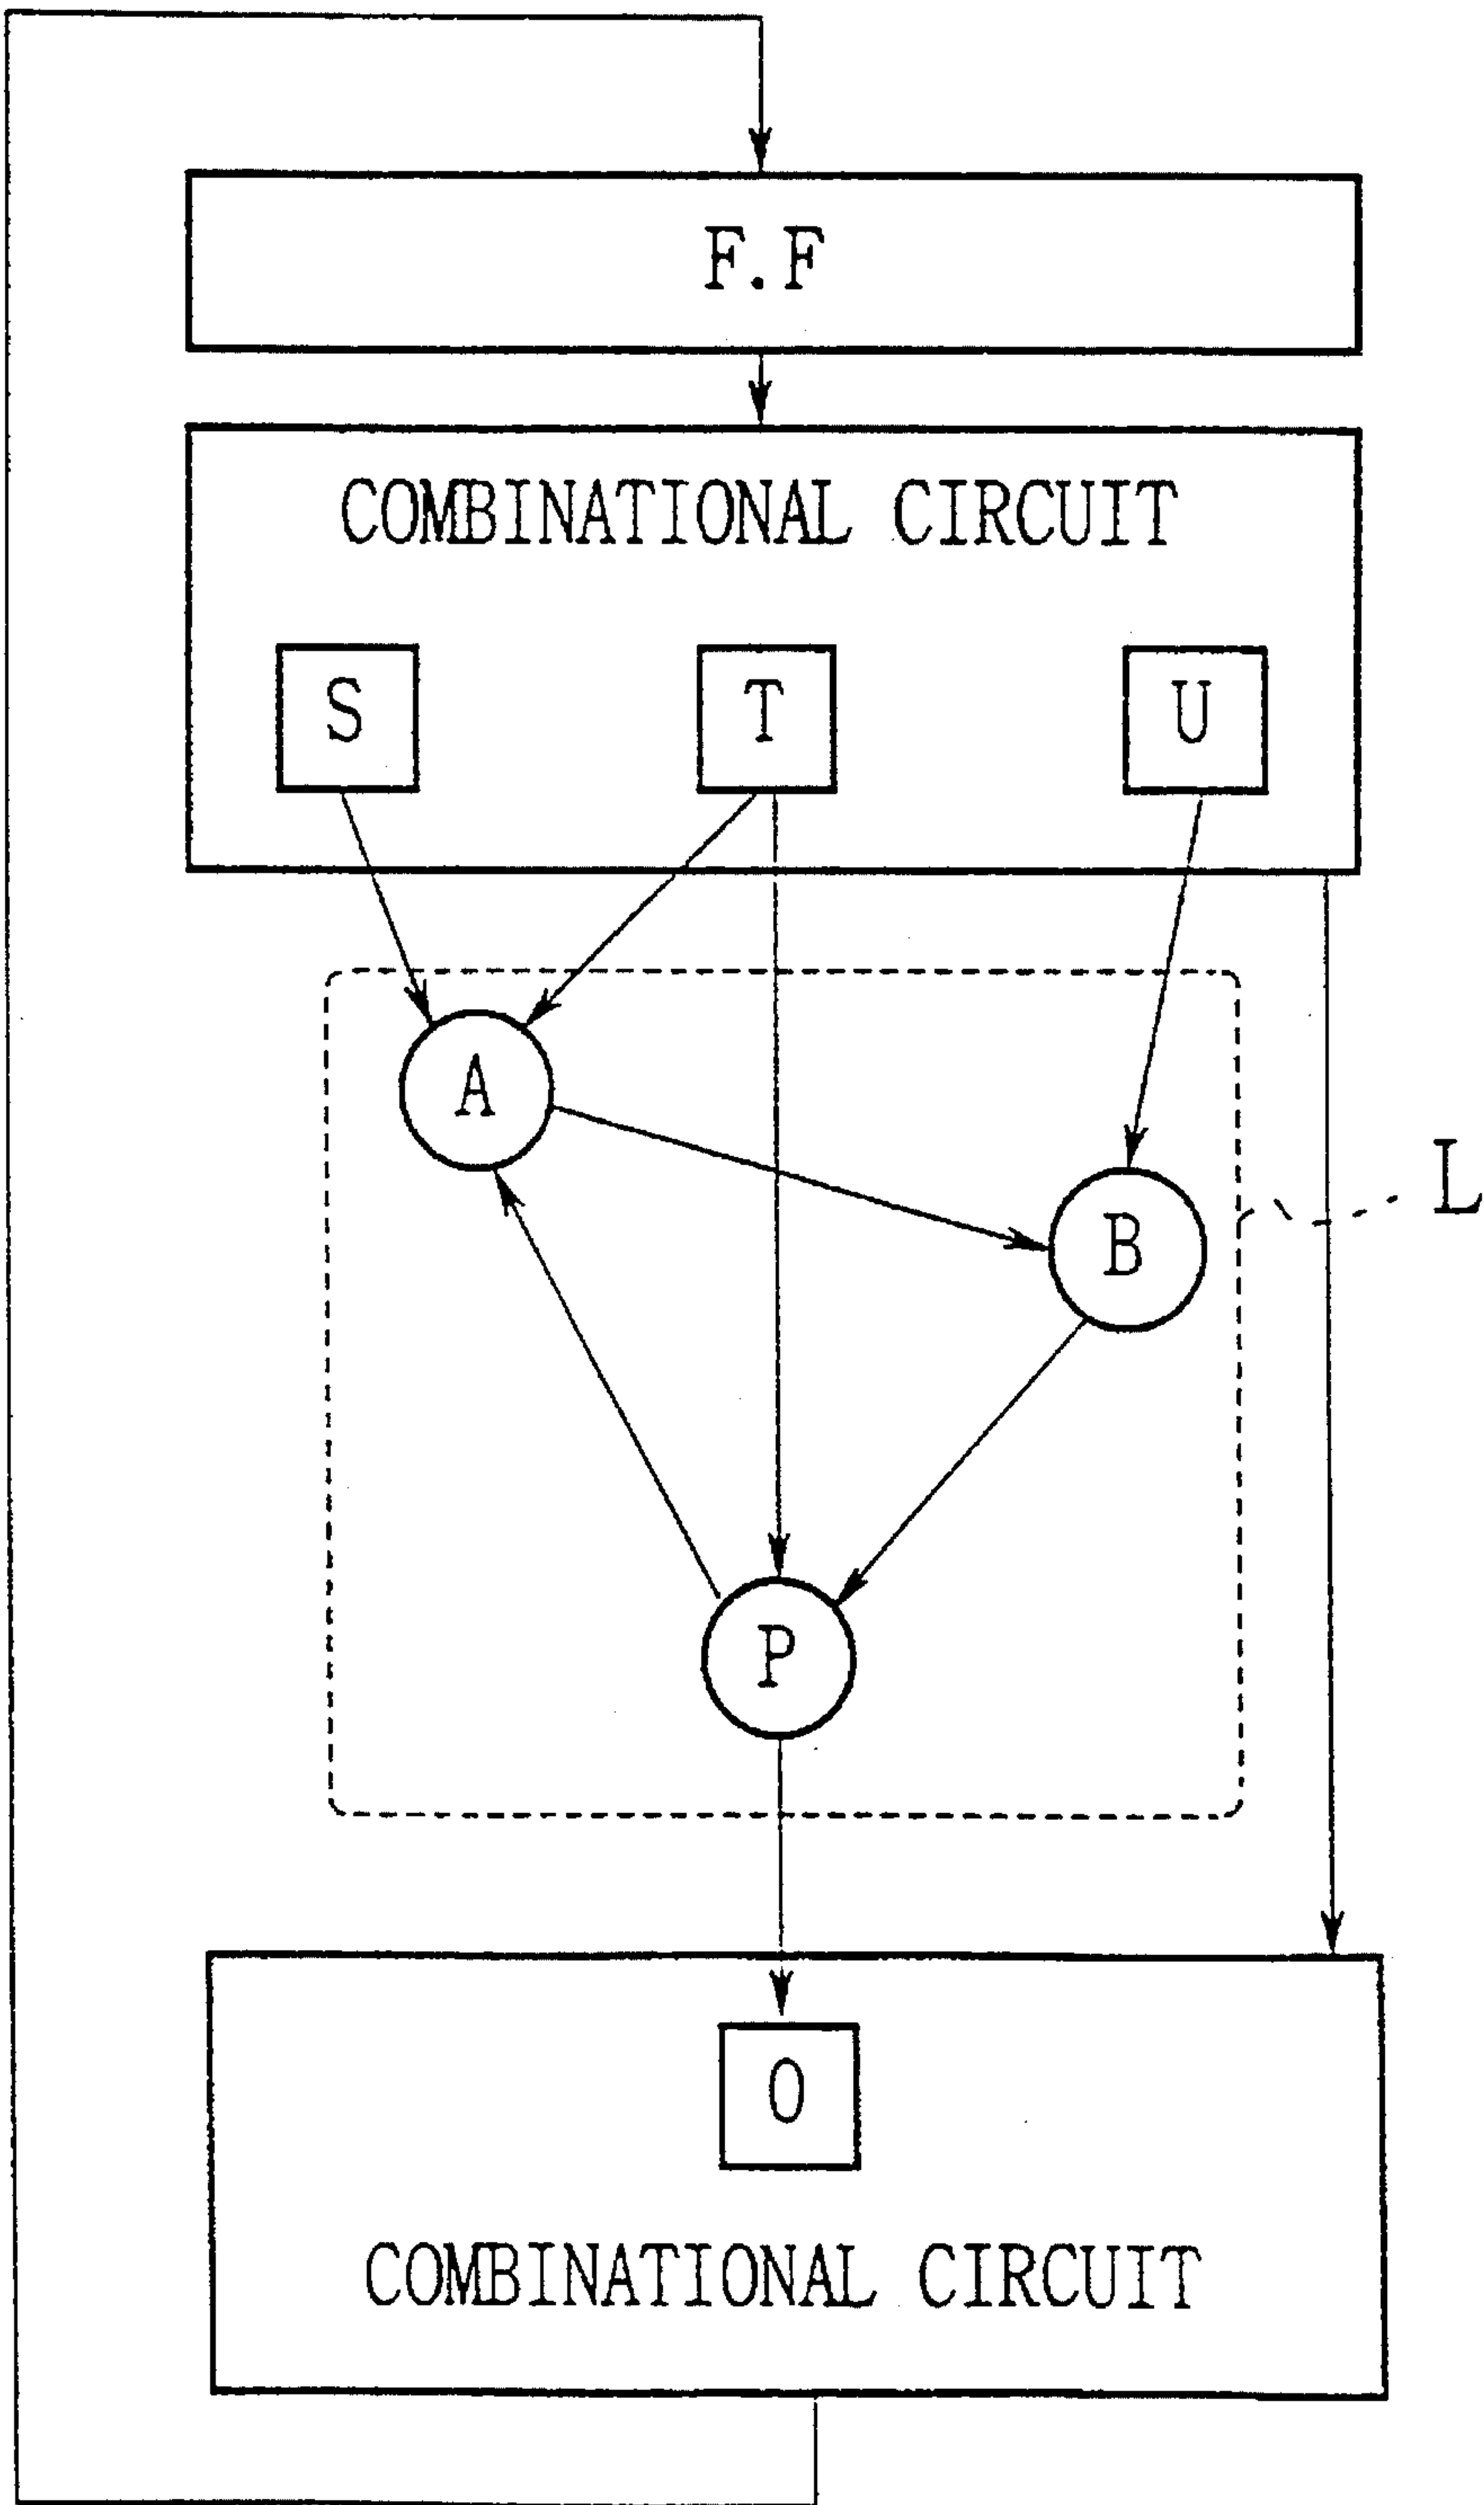 F.F
COMBINATIONAL CIRCUIT
S
T
U
A
B
L
P
O
COMBINATIONAL CIRCUIT